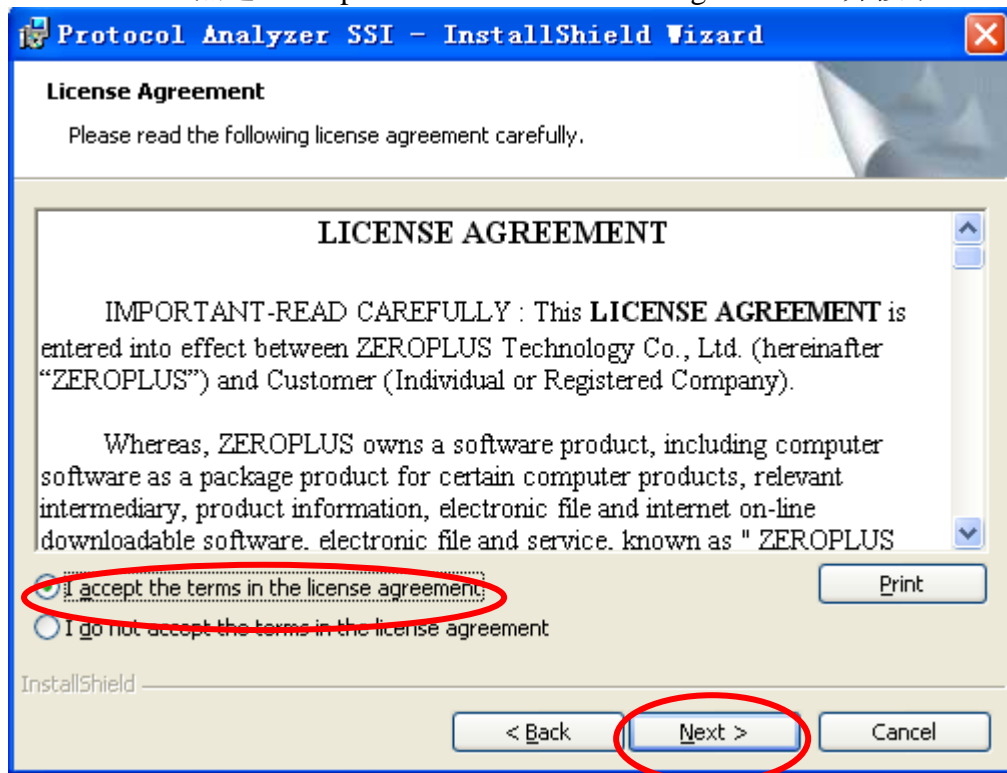 Protocol Analyzer SSI - InstallShield Wizard
License Agreement
Please read the following license agreement carefully.
LICENSE AGREEMENT
IMPORTANT-READ CAREFULLY : This LICENSE AGREEMENT is
entered into effect between ZEROPLUS Technology Co., Ltd. (hereinafter
“ZEROPLUS”) and Customer (Individual or Registered Company).
Whereas, ZEROPLUS owns a software product, including computer
software as a package product for certain computer products, relevant
intermediary, product information, electronic file and internet on-line
downloadable software, electronic file and service, known as " ZEROPLUS
I accept the terms in the license agreement
Print
I do not accept the terms in the license agreement
InstallShield
< Back
Next >
Cancel